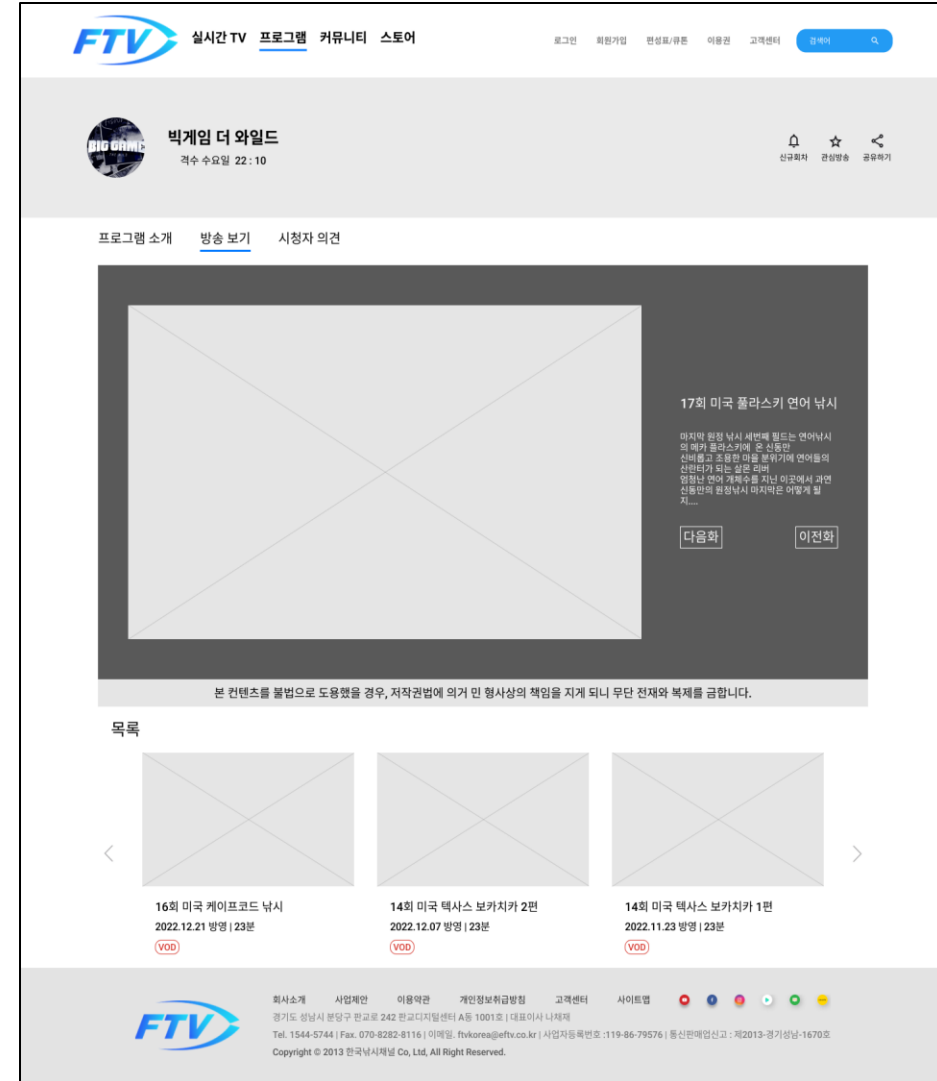 FTV
실시간 TV 프로그램 커뮤니티 스토어
로그인 회원가입 편성표/큐톤 이용권 고객센터 검색어
BIG GAME
빅게임 더 와일드
격수 수요일 22 : 10
신규회차 관심방송 공유하기
프로그램 소개 방송 보기 시청자 의견
17회 미국 풀라스키 연어 낚시
마지막 원정 낚시 세번째 필드는 연어낚시
의 메카 플라스키에 온 신동만
신비롭고 조용한 마을 분위기에 연어들의
산란터가 되는 살몬 리버
엄청난 연어 개체수를 지닌 이곳에서 과연
신동만의 원정낚시 마지막은 어떻게 될
지....
다음화 이전화
본 컨텐츠를 불법으로 도용했을 경우, 저작권법에 의거 민 형사상의 책임을 지게 되니 무단 전재와 복제를 금합니다.
목록
16회 미국 케이프코드 낚시
2022.12.21 방영 | 23분
VOD
14회 미국 텍사스 보카치카 2편
2022.12.07 방영 | 23분
VOD
14회 미국 텍사스 보카치카 1편
2022.11.23 방영 | 23분
VOD
FTV
회사소개 사업제안 이용약관 개인정보취급방침 고객센터 사이트맵
경기도 성남시 분당구 판교로 242 판교디지털센터 A동 1001호 | 대표이사 나채재
Tel. 1544-5744 | Fax. 070-8282-8116 | 이메일. ftvkorea@eftv.co.kr | 사업자등록번호 :119-86-79576 | 통신판매업신고 : 제2013-경기성남-1670호
Copyright © 2013 한국낚시채널 Co, Ltd, All Right Reserved.